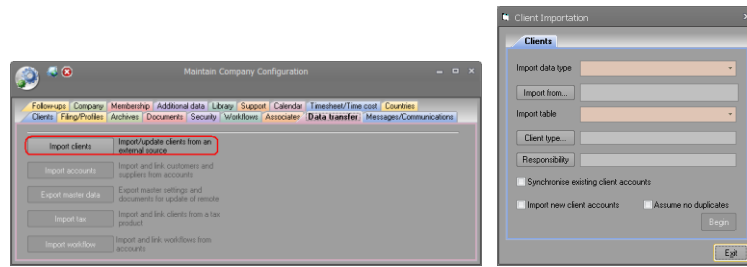 Maintain Company Configuration
Follow-ups Company Membership Additional data Library Support Calendar Timesheet/Time cost Countries
Clients Filing/Profiles Archives Documents Security Workflows Associates Data transfer Messages/Communications
Import clients
Import/update clients from an
external source
Import accounts
Import and link customers and
suppliers from accounts
Export master data
Export master settings and
documents for update of remote
Import tax
Import and link clients from a tax
product
Import workflow
Import and link workflows from
accounts
Client Importation
Clients
Import data type
Import from...
Import table
Client type...
Responsibility
Synchronise existing client accounts
Import new client accounts
Assume no duplicates
Begin
Exit